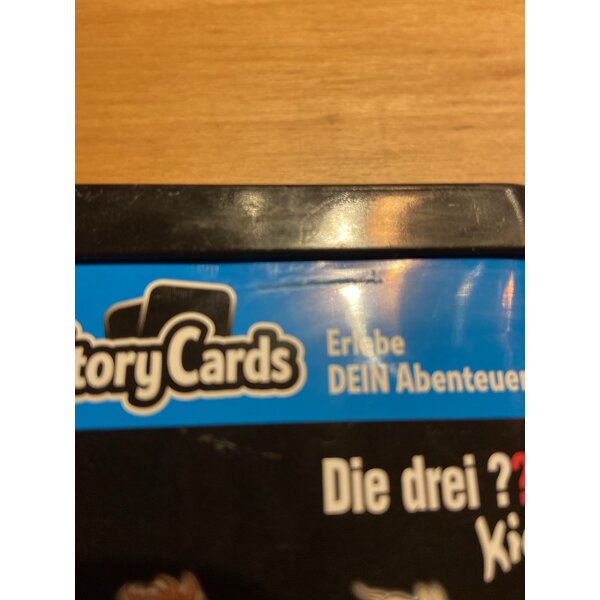 toryCards
Erlebe
DEIN Abenteuer
Die drei ??
Ki